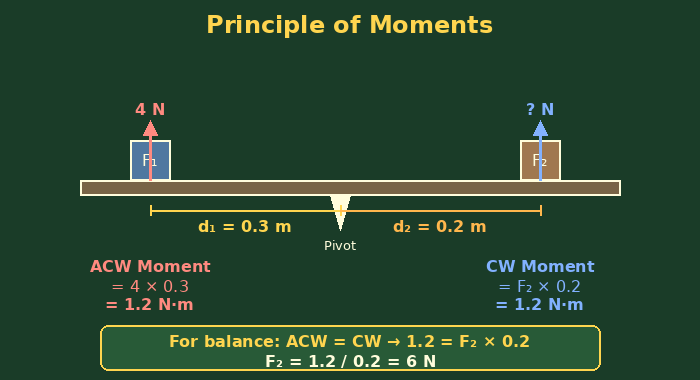 Principle of Moments
4 N
? N
F₁
F₂
d₁ = 0.3 m
d₂ = 0.2 m
Pivot
ACW Moment
= 4 × 0.3
= 1.2 N·m
CW Moment
= F₂ × 0.2
= 1.2 N·m
For balance: ACW = CW → 1.2 = F₂ × 0.2
F₂ = 1.2 / 0.2 = 6 N